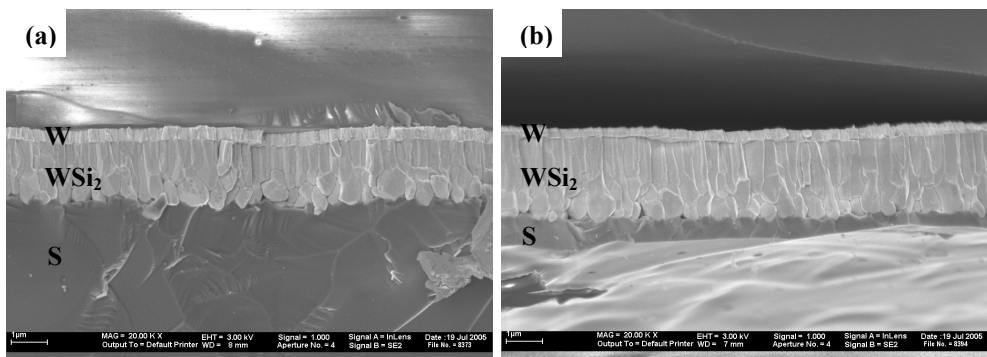 (a)
W
WSi₂
S
1µm
MAG = 20.00 K X
EHT = 3.00 kV
Signal = 1.000
Signal A = InLens
Date :19 Jul 2005
Output To = Default Printer
WD = 8 mm
Aperture No. = 4
Signal B = SE2
File No. = 8373
(b)
W
WSi₂
S
1µm
MAG = 20.00 K X
EHT = 3.00 kV
Signal = 1.000
Signal A = InLens
Date :19 Jul 2005
Output To = Default Printer
WD = 7 mm
Aperture No. = 4
Signal B = SE2
File No. = 8394